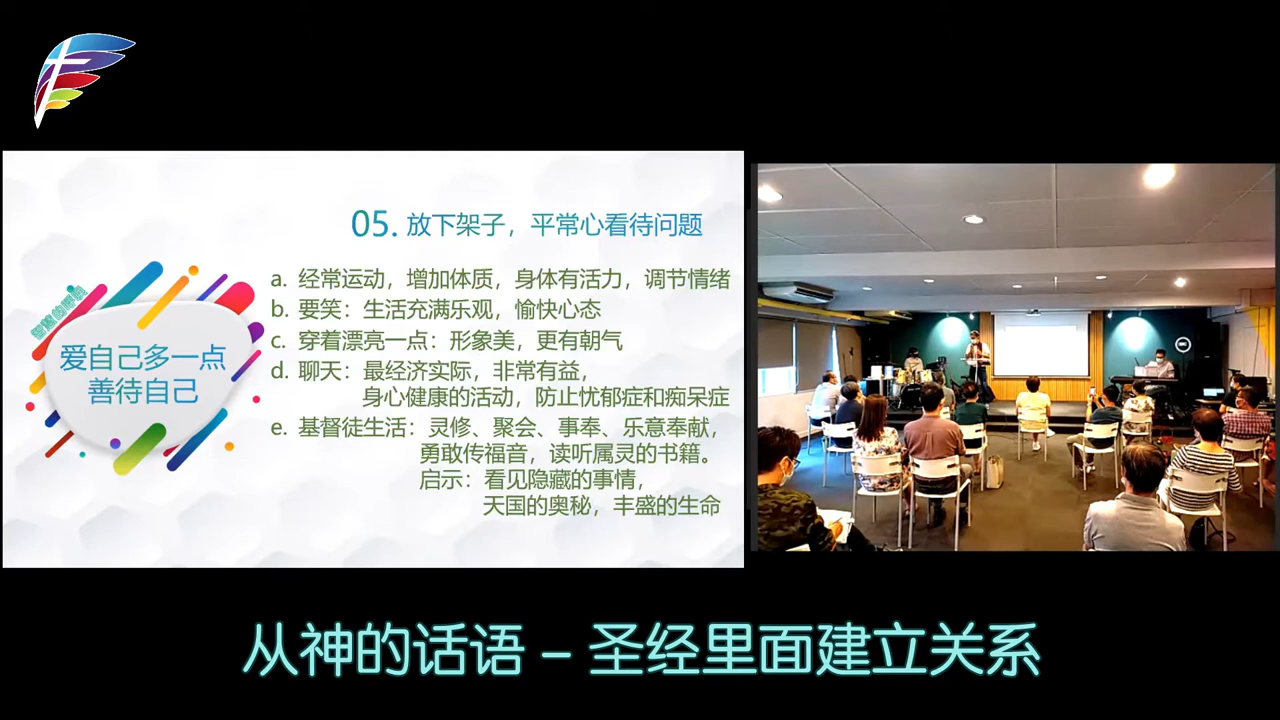 05. 放下架子，平常心看待问题
a. 经常运动，增加体质，身体有活力，调节情绪
b. 要笑：生活充满乐观，愉快心态
c. 穿着漂亮一点：形象美，更有朝气
d. 聊天：最经济实际，非常有益，
身心健康的活动，防止忧郁症和痴呆症
e. 基督徒生活：灵修、聚会、事奉、乐意奉献，
勇敢传福音，读听属灵的书籍。
启示：看见隐藏的事情，
天国的奥秘，丰盛的生命
爱自己多一点
善待自己
从神的话语 – 圣经里面建立关系